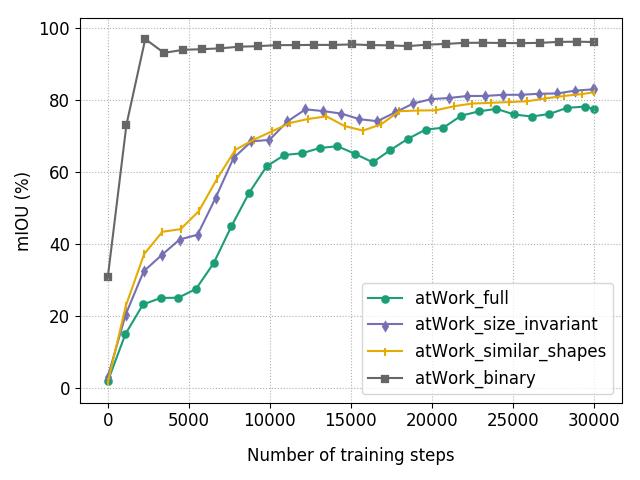 100
80
60
40
20
0
mIOU (%)
atWork_full
atWork_size_invariant
atWork_similar_shapes
atWork_binary
0 5000 10000 15000 20000 25000 30000
Number of training steps